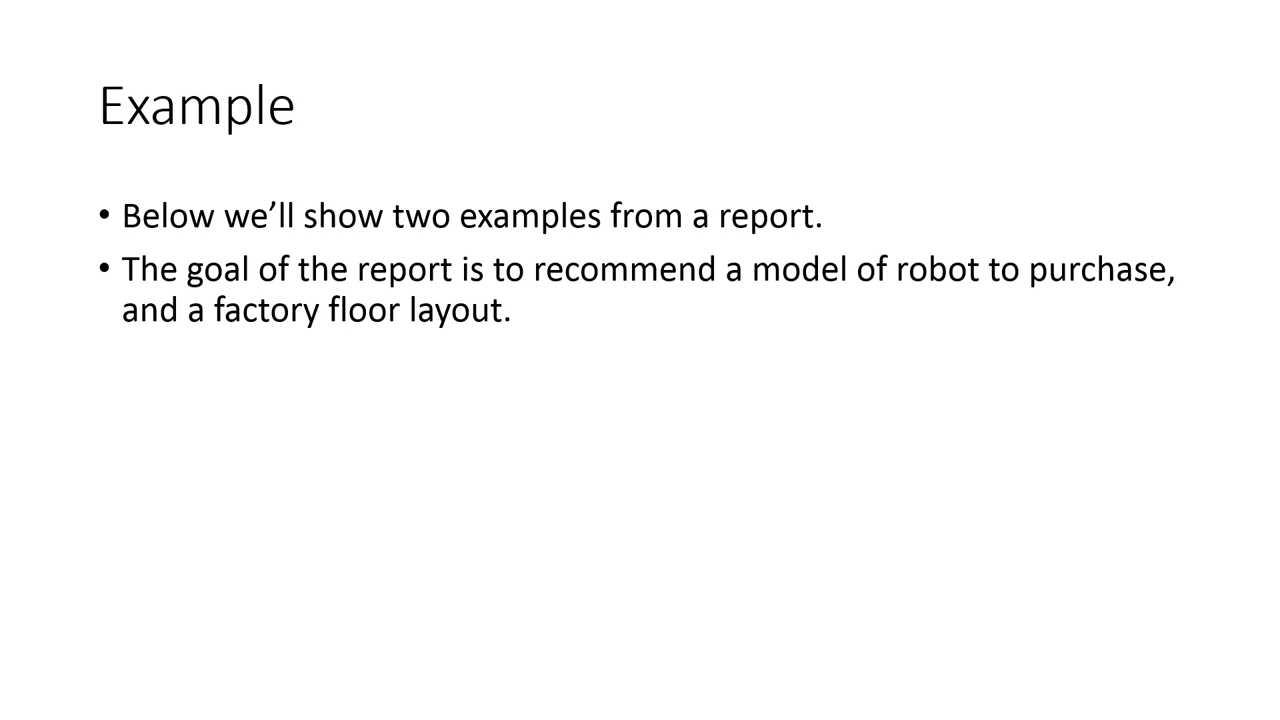 Example
• Below we’ll show two examples from a report.
• The goal of the report is to recommend a model of robot to purchase,
and a factory floor layout.